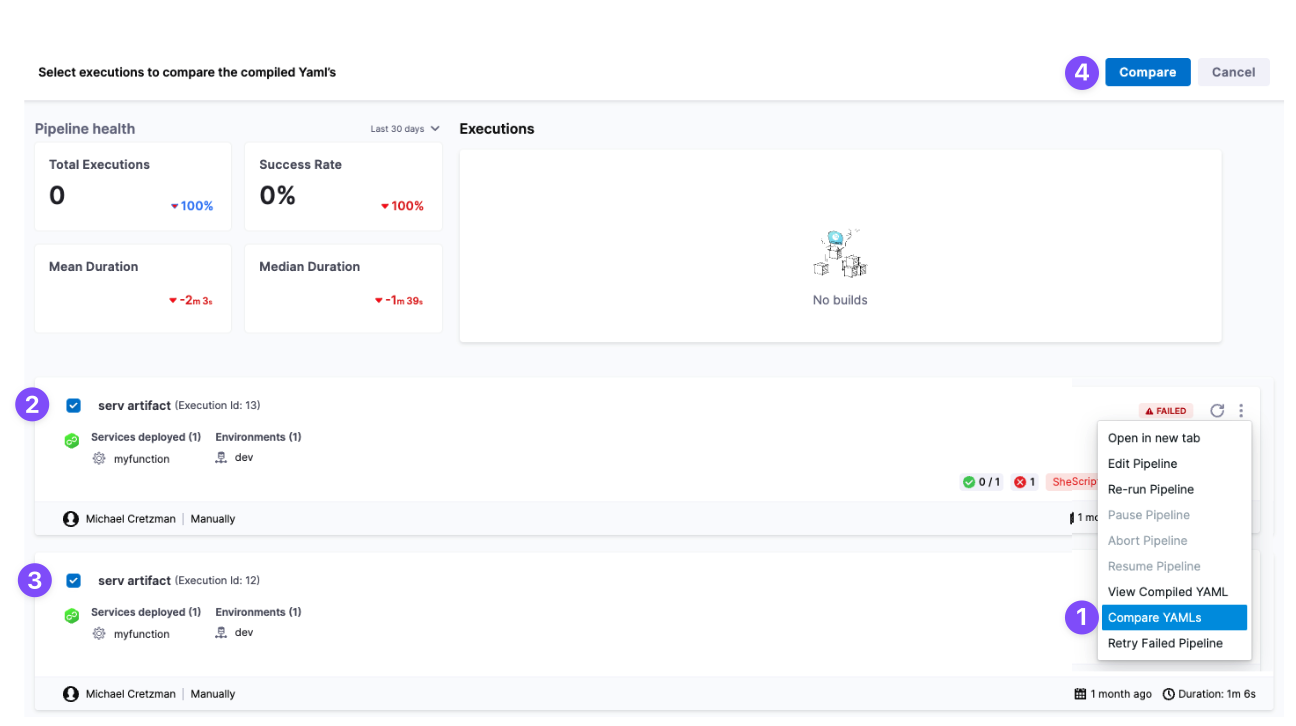 Select executions to compare the compiled Yaml's
4 Compare Cancel
Pipeline health Last 30 days
Executions
Total Executions
0
100%
Success Rate
0%
100%
Mean Duration
-2m 3s
Median Duration
-1m 39s
No builds
2 serv artifact (Execution Id: 13)
FAILED
Services deployed (1) Environments (1)
myfunction dev
0 / 1 1 SheScrip
Michael Cretzman | Manually
Open in new tab
Edit Pipeline
Re-run Pipeline
Pause Pipeline
Abort Pipeline
Resume Pipeline
View Compiled YAML
1 Compare YAMLs
Retry Failed Pipeline
3 serv artifact (Execution Id: 12)
Services deployed (1) Environments (1)
myfunction dev
Michael Cretzman | Manually
1 month ago Duration: 1m 6s